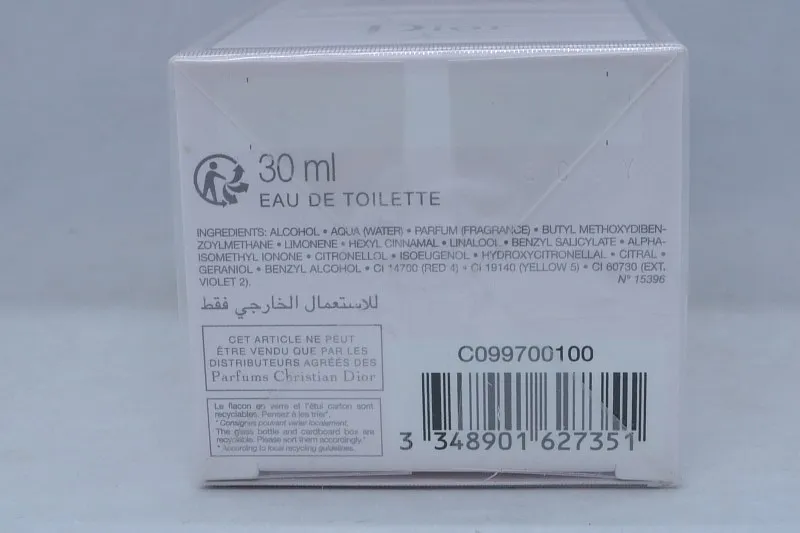 Dior
30 ml
EAU DE TOILETTE
INGREDIENTS: ALCOHOL • AQUA (WATER) • PARFUM (FRAGRANCE) • BUTYL METHOXYDIBEN-
ZOYLMETHANE • LIMONENE • HEXYL CINNAMAL • LINALOOL • BENZYL SALICYLATE • ALPHA-
ISOMETHYL IONONE • CITRONELLOL • ISOEUGENOL • HYDROXYCITRONELLAL • CITRAL •
GERANIOL • BENZYL ALCOHOL • CI 14700 (RED 4) • CI 19140 (YELLOW 5) • CI 60730 (EXT.
VIOLET 2).
N° 15396
للاستعمال الخارجي فقط
CET ARTICLE NE PEUT
ÊTRE VENDU QUE PAR LES
DISTRIBUTEURS AGRÉÉS DES
Parfums Christian Dior
Le flacon en verre et l'étui carton sont
recyclables. Pensez à les trier*.
* Consignes pouvant varier localement.
The glass bottle and cardboard box are
recyclable. Please sort them accordingly.*
* According to local recycling guidelines.
C099700100
3 348901 627351